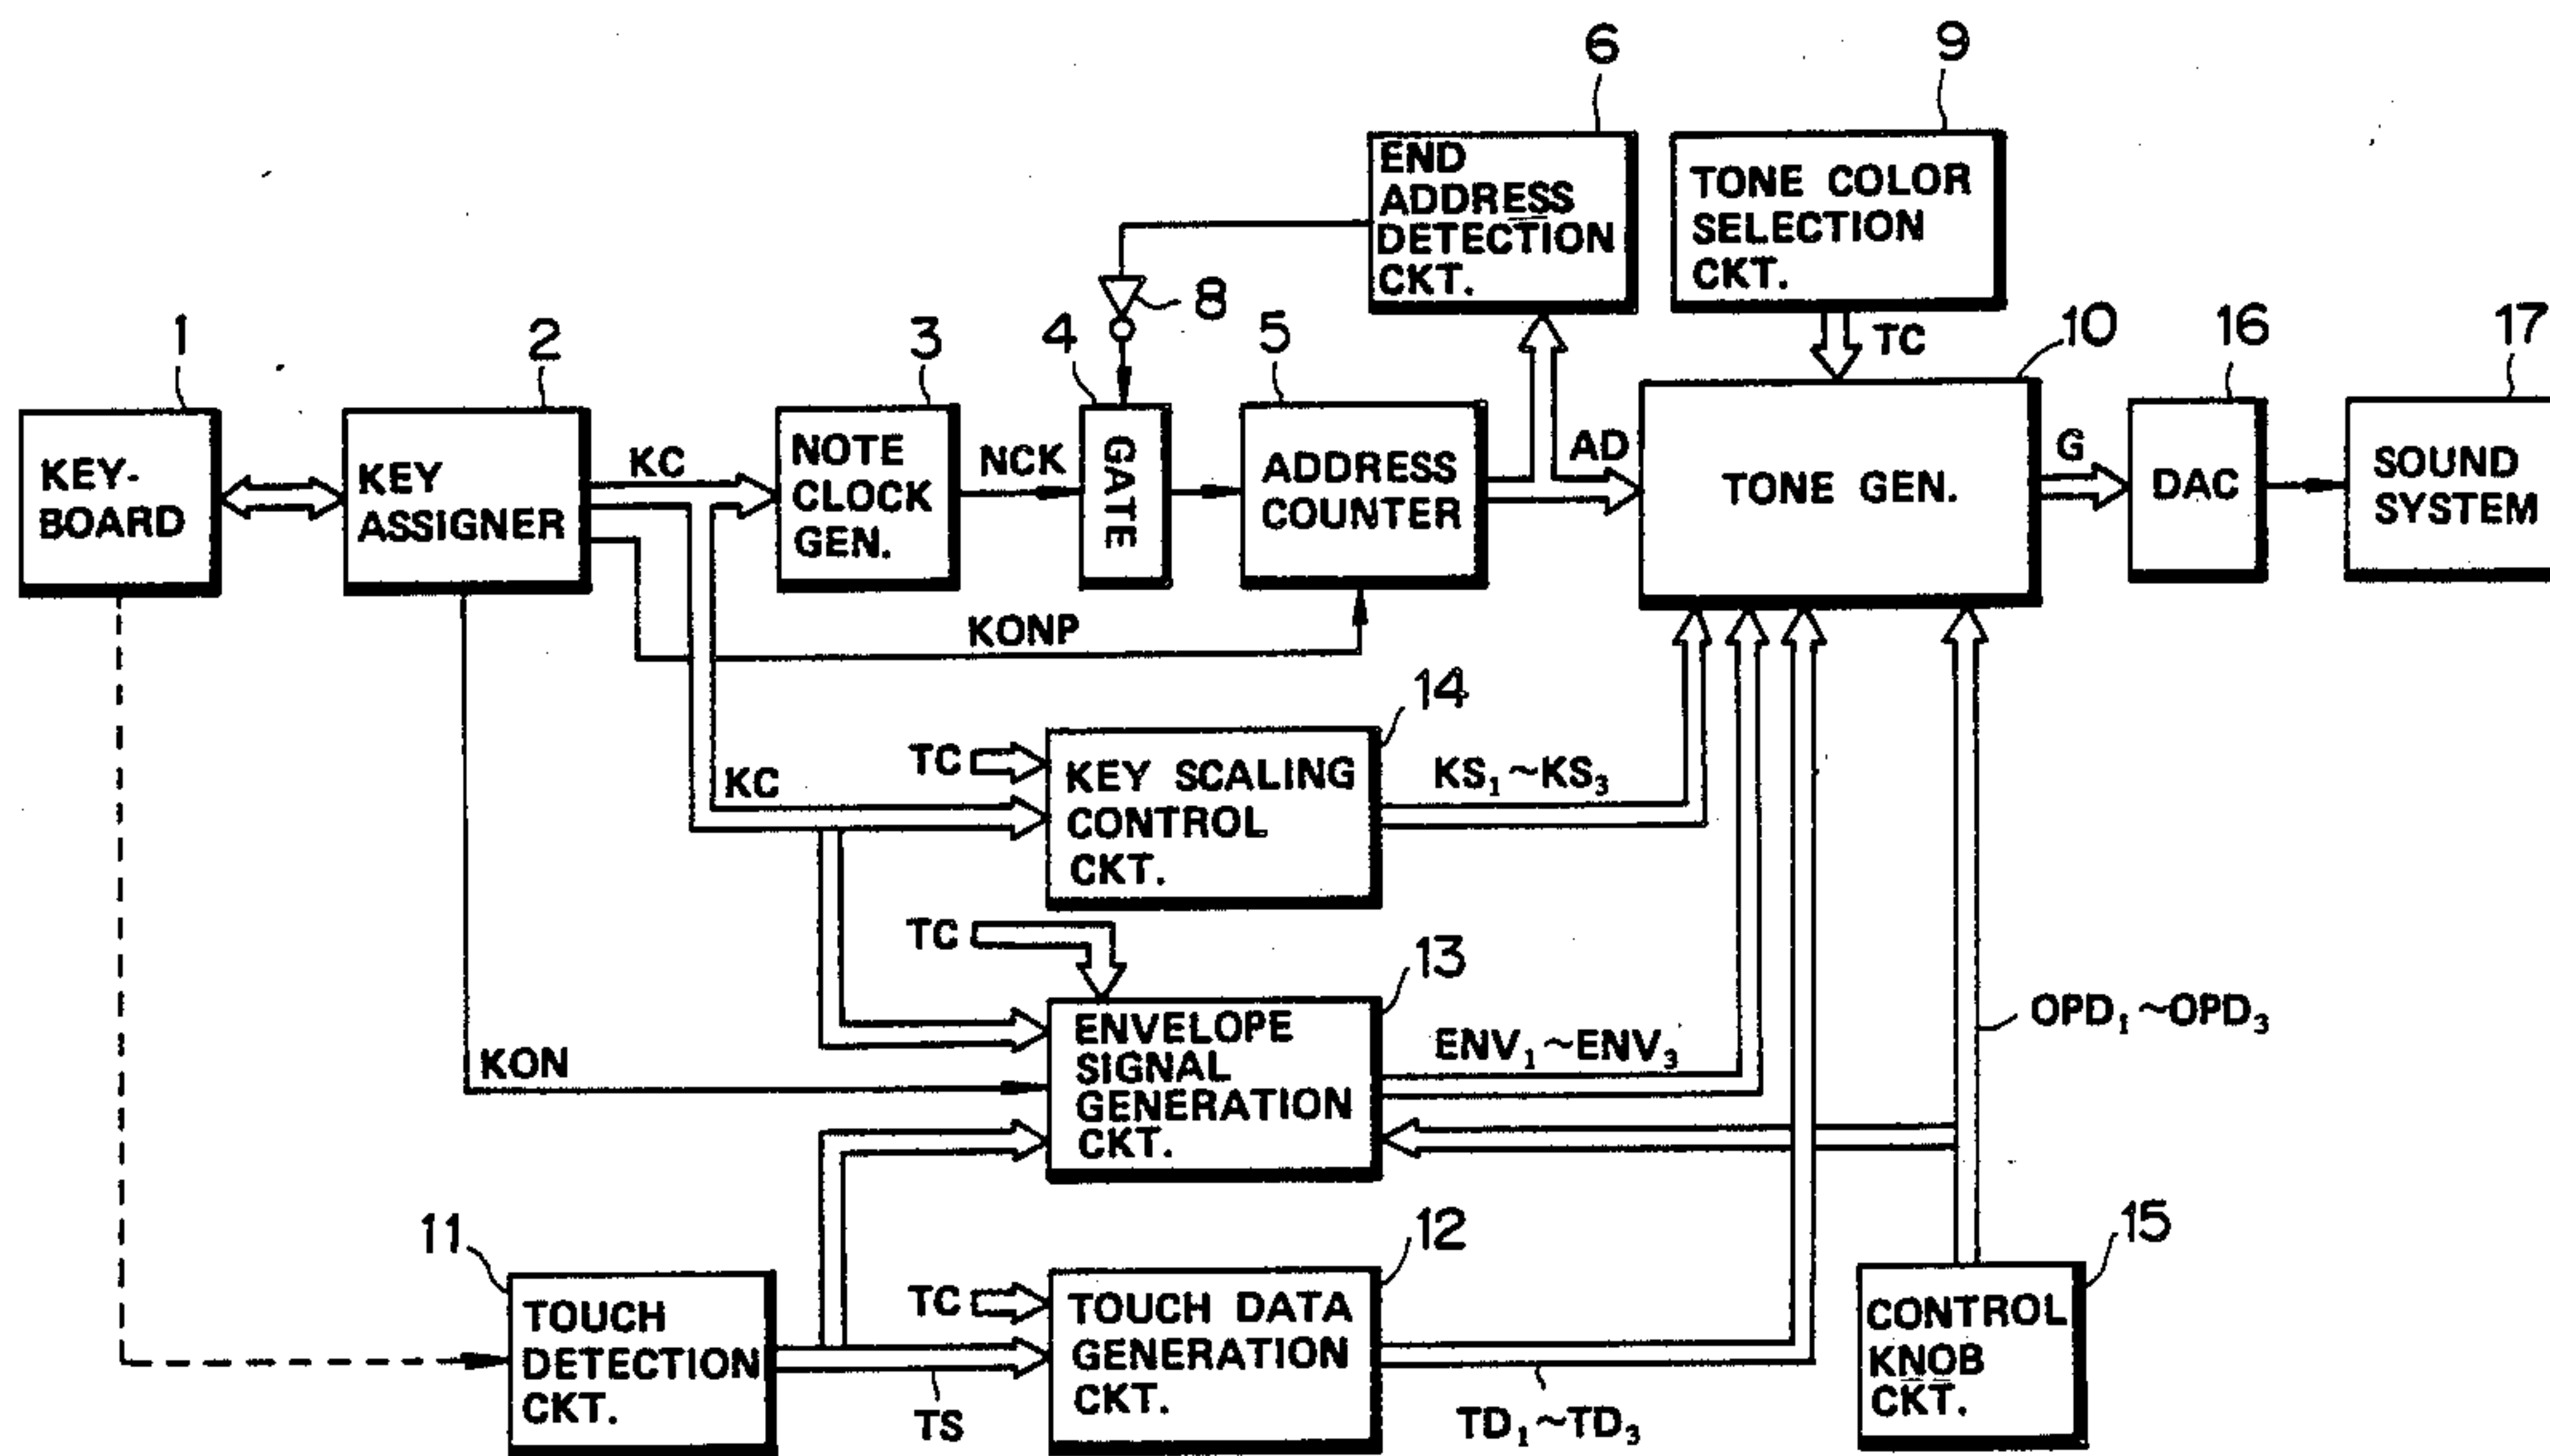 6
9
END
ADDRESS
DETECTION
CKT.
TONE COLOR
SELECTION
CKT.
8
TC
1
2
3
4
5
10
16
17
KEY-
BOARD
KEY
ASSIGNER
KC
NOTE
CLOCK
GEN.
NCK
GATE
ADDRESS
COUNTER
AD
TONE GEN.
G
DAC
SOUND
SYSTEM
KONP
14
TC
KC
KEY SCALING
CONTROL
CKT.
KS₁~KS₃
TC
13
KON
ENVELOPE
SIGNAL
GENERATION
CKT.
ENV₁~ENV₃
OPD₁~OPD₃
11
TOUCH
DETECTION
CKT.
TS
TC
12
TOUCH DATA
GENERATION
CKT.
TD₁~TD₃
15
CONTROL
KNOB
CKT.